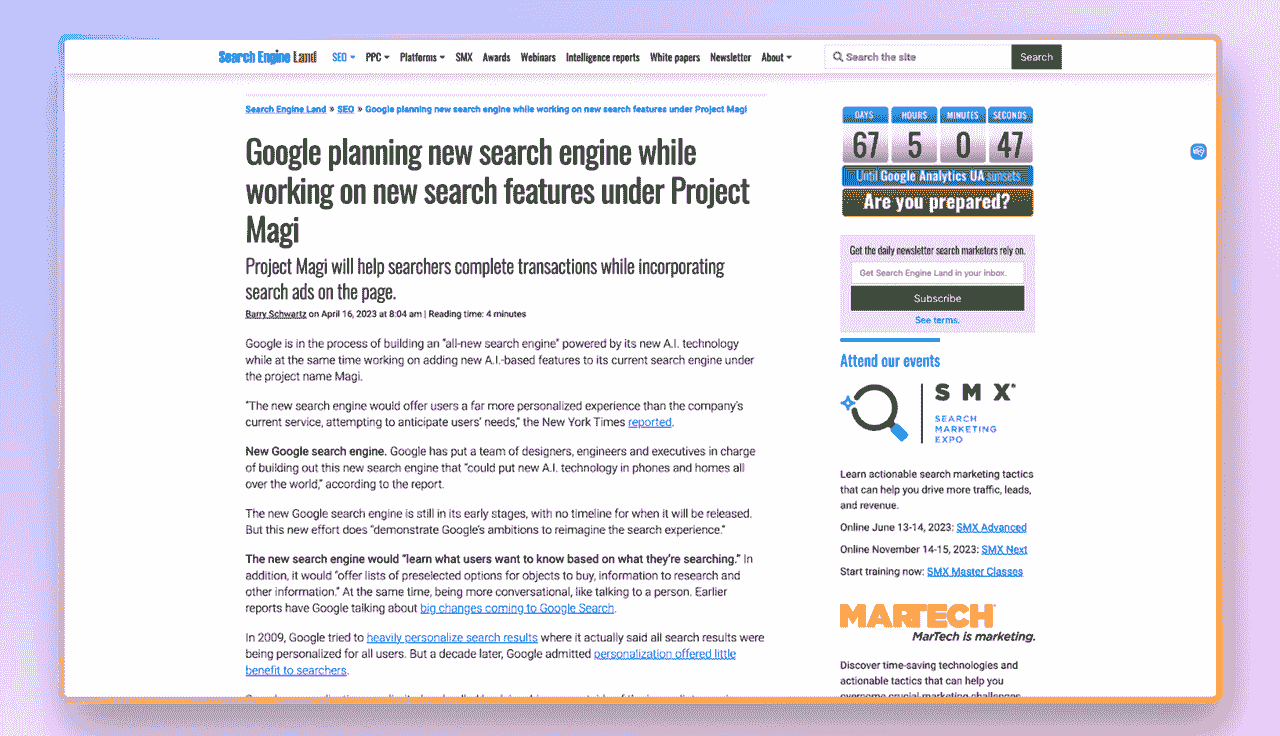 Search Engine Land SEO PPC Platforms SMX Awards Webinars Intelligence reports White papers Newsletter About Search the site Search
Search Engine Land » SEO » Google planning new search engine while working on new search features under Project Magi
Google planning new search engine while
working on new search features under Project
Magi
Project Magi will help searchers complete transactions while incorporating
search ads on the page.
Barry Schwartz on April 16, 2023 at 8:04 am | Reading time: 4 minutes
Google is in the process of building an "all-new search engine" powered by its new A.I. technology
while at the same time working on adding new A.I.-based features to its current search engine under
the project name Magi.
"The new search engine would offer users a far more personalized experience than the company's
current service, attempting to anticipate users' needs," the New York Times reported.
New Google search engine. Google has put a team of designers, engineers and executives in charge
of building out this new search engine that "could put new A.I. technology in phones and homes all
over the world," according to the report.
The new Google search engine is still in its early stages, with no timeline for when it will be released.
But this new effort does "demonstrate Google's ambitions to reimagine the search experience."
The new search engine would "learn what users want to know based on what they're searching." In
addition, it would "offer lists of preselected options for objects to buy, information to research and
other information." At the same time, being more conversational, like talking to a person. Earlier
reports have Google talking about big changes coming to Google Search.
In 2009, Google tried to heavily personalize search results where it actually said all search results were
being personalized for all users. But a decade later, Google admitted personalization offered little
benefit to searchers.
DAYS HOURS MINUTES SECONDS
67 5 0 47
Until Google Analytics UA sunsets
Are you prepared?
Get the daily newsletter search marketers rely on.
Get Search Engine Land in your inbox.
Subscribe
See terms.
Attend our events
SMX®
SEARCH
MARKETING
EXPO
Learn actionable search marketing tactics
that can help you drive more traffic, leads,
and revenue.
Online June 13-14, 2023: SMX Advanced
Online November 14-15, 2023: SMX Next
Start training now: SMX Master Classes
MARTECH
MarTech is marketing.
Discover time-saving technologies and
actionable tactics that can help you
overcome crucial marketing challenges